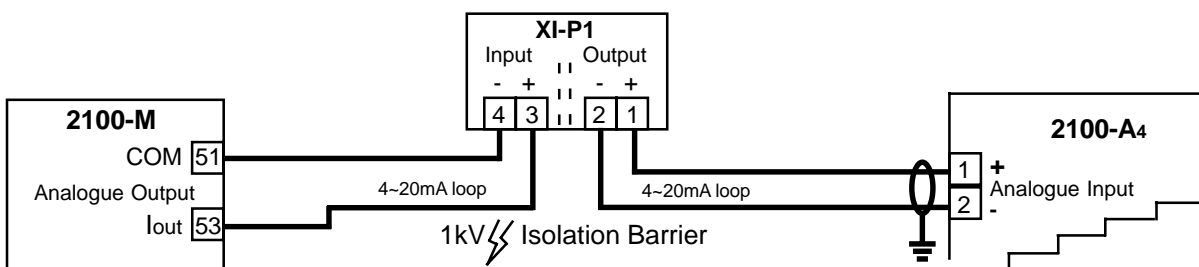 XI-P1
Input Output
- + - +
4 3 2 1
2100-M
COM 51
Analogue Output
Iout 53
4~20mA loop
4~20mA loop
1kV Isolation Barrier
2100-A4
1 +
Analogue Input
2 -